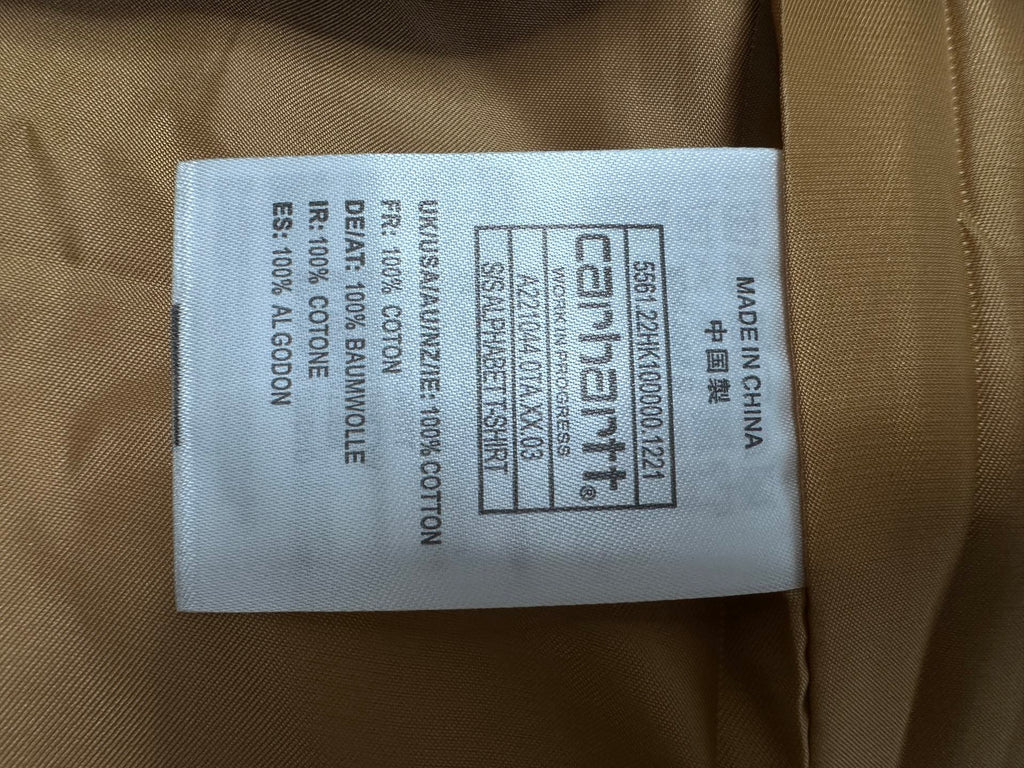 MADE IN CHINA
中国製
5561.22HK100000.1221
carhartt®
WORK IN PROGRESS
A221044.07A.XX.03
S/S ALPHABET T-SHIRT
UK/USA/AU/NZ/IE: 100% COTTON
FR: 100% COTON
DE/AT: 100% BAUMWOLLE
IR: 100% COTONE
ES: 100% ALGODON